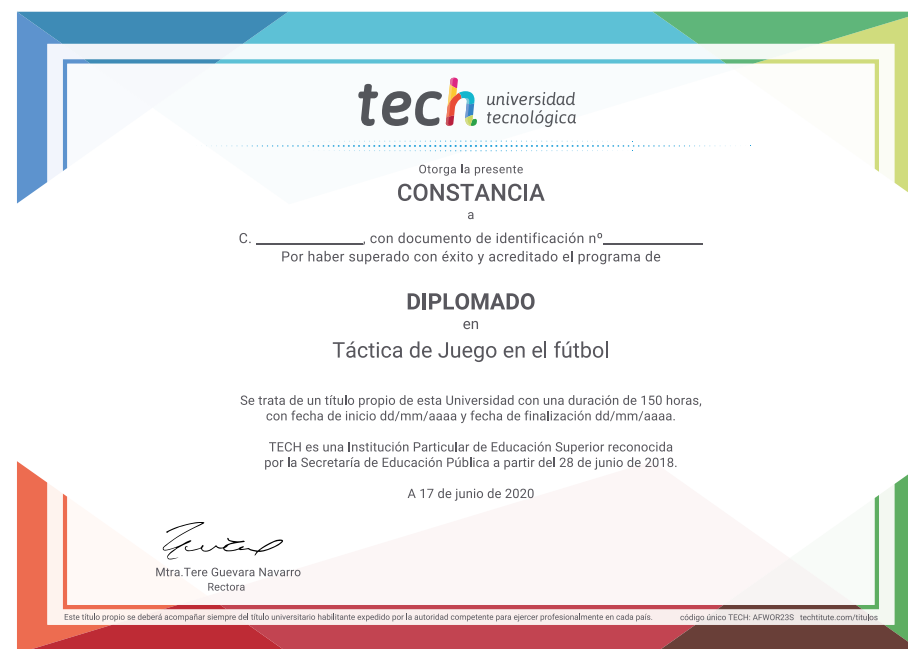 tech universidad
tecnológica
Otorga la presente
CONSTANCIA
a
C. ____________, con documento de identificación nº____________
Por haber superado con éxito y acreditado el programa de
DIPLOMADO
en
Táctica de Juego en el fútbol
Se trata de un título propio de esta Universidad con una duración de 150 horas,
con fecha de inicio dd/mm/aaaa y fecha de finalización dd/mm/aaaa.
TECH es una Institución Particular de Educación Superior reconocida
por la Secretaría de Educación Pública a partir del 28 de junio de 2018.
A 17 de junio de 2020
Mtra.Tere Guevara Navarro
Rectora
Este título propio se deberá acompañar siempre del título universitario habilitante expedido por la autoridad competente para ejercer profesionalmente en cada país. código único TECH: AFWOR23S techtitute.com/titulos